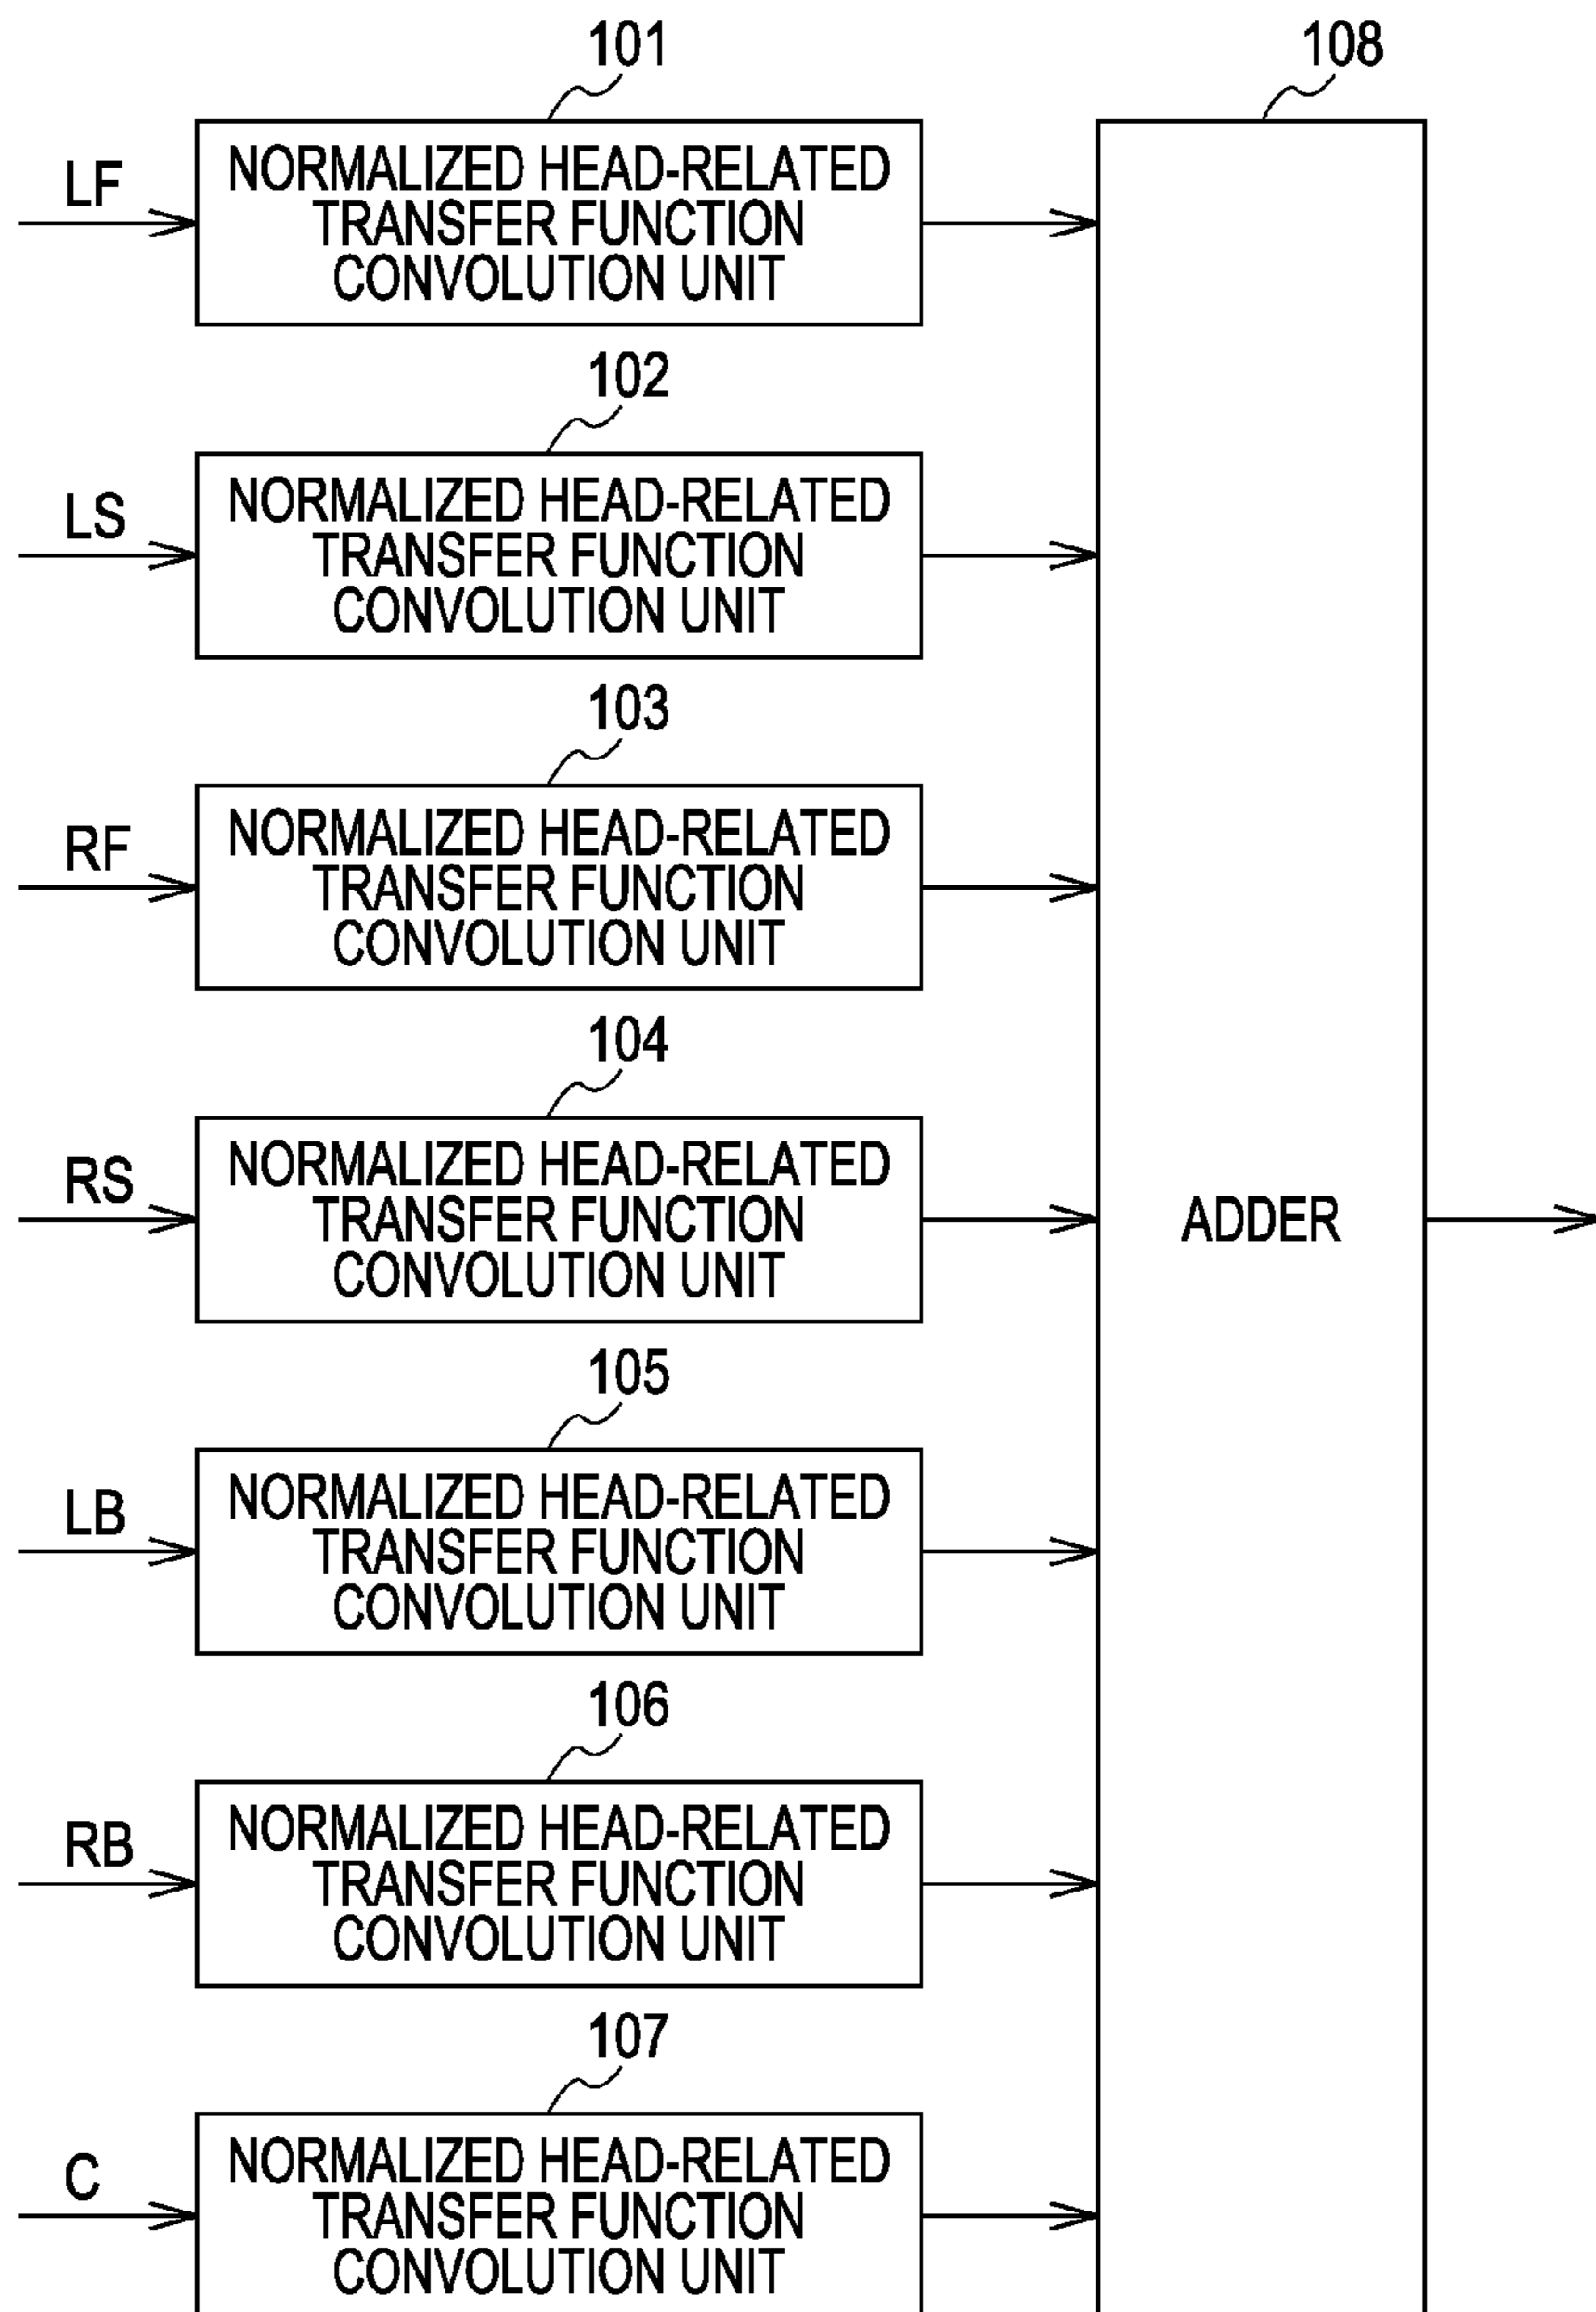 101
108
LF
NORMALIZED HEAD-RELATED
TRANSFER FUNCTION
CONVOLUTION UNIT
102
LS
NORMALIZED HEAD-RELATED
TRANSFER FUNCTION
CONVOLUTION UNIT
103
RF
NORMALIZED HEAD-RELATED
TRANSFER FUNCTION
CONVOLUTION UNIT
104
RS
NORMALIZED HEAD-RELATED
TRANSFER FUNCTION
CONVOLUTION UNIT
ADDER
105
LB
NORMALIZED HEAD-RELATED
TRANSFER FUNCTION
CONVOLUTION UNIT
106
RB
NORMALIZED HEAD-RELATED
TRANSFER FUNCTION
CONVOLUTION UNIT
107
C
NORMALIZED HEAD-RELATED
TRANSFER FUNCTION
CONVOLUTION UNIT